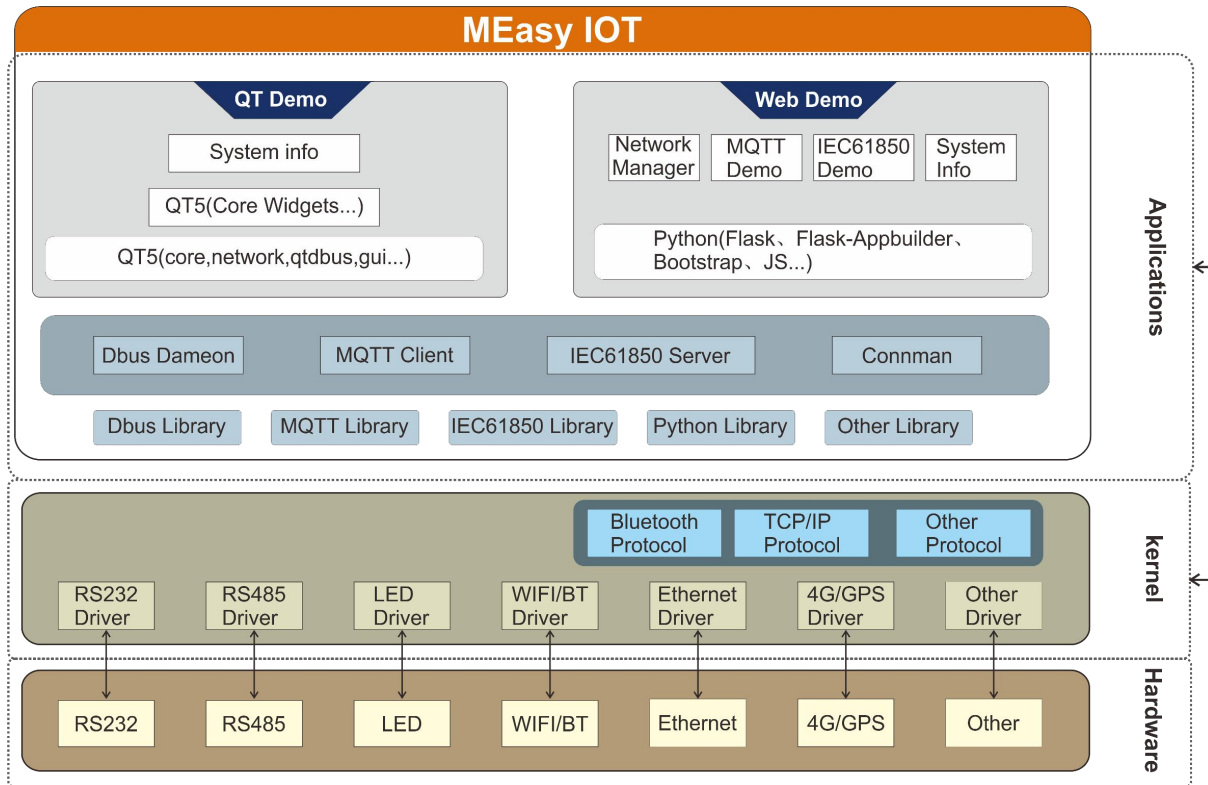 MEasy IOT
QT Demo
System info
QT5(Core Widgets...)
QT5(core,network,qtdbus,gui...)
Web Demo
Network
Manager
MQTT
Demo
IEC61850
Demo
System
Info
Python(Flask、Flask-Appbuilder、
Bootstrap、JS...)
Dbus Dameon
MQTT Client
IEC61850 Server
Connman
Dbus Library
MQTT Library
IEC61850 Library
Python Library
Other Library
Applications
Bluetooth
Protocol
TCP/IP
Protocol
Other
Protocol
RS232
Driver
RS485
Driver
LED
Driver
WIFI/BT
Driver
Ethernet
Driver
4G/GPS
Driver
Other
Driver
kernel
RS232
RS485
LED
WIFI/BT
Ethernet
4G/GPS
Other
Hardware